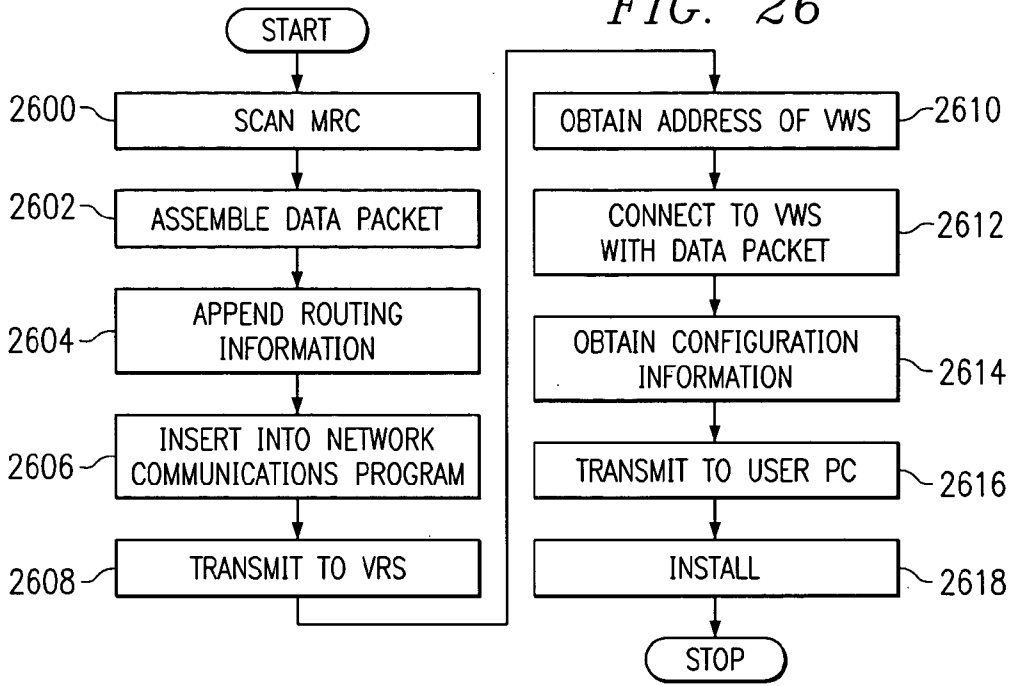 FIG. 26
START
2600
SCAN MRC
2602
ASSEMBLE DATA PACKET
2604
APPEND ROUTING
INFORMATION
2606
INSERT INTO NETWORK
COMMUNICATIONS PROGRAM
2608
TRANSMIT TO VRS
OBTAIN ADDRESS OF VWS
2610
CONNECT TO VWS
WITH DATA PACKET
2612
OBTAIN CONFIGURATION
INFORMATION
2614
TRANSMIT TO USER PC
2616
INSTALL
2618
STOP